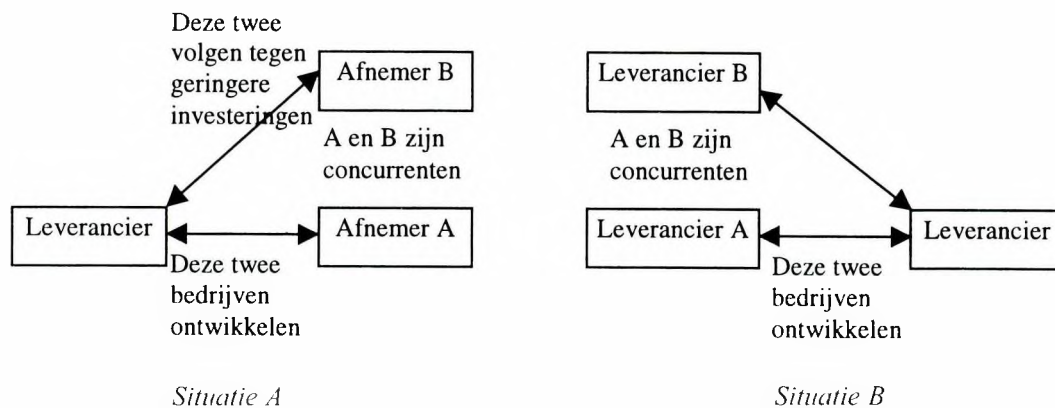 Deze twee
volgen tegen
geringere
investeringen
Afnemer B
A en B zijn
concurrenten
Leverancier
Afnemer A
Deze twee
bedrijven
ontwikkelen
Situatie A
Leverancier B
A en B zijn
concurrenten
Leverancier A
Leverancier
Deze twee
bedrijven
ontwikkelen
Situatie B